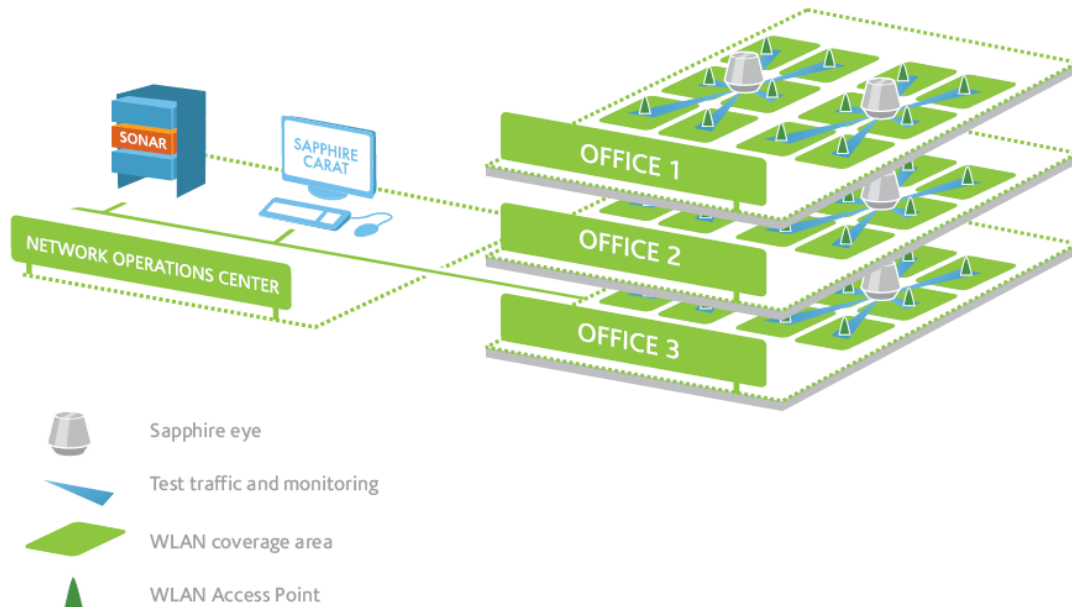 SONAR
SAPPHIRE
CARAT
NETWORK OPERATIONS CENTER
OFFICE 1
OFFICE 2
OFFICE 3
Sapphire eye
Test traffic and monitoring
WLAN coverage area
WLAN Access Point